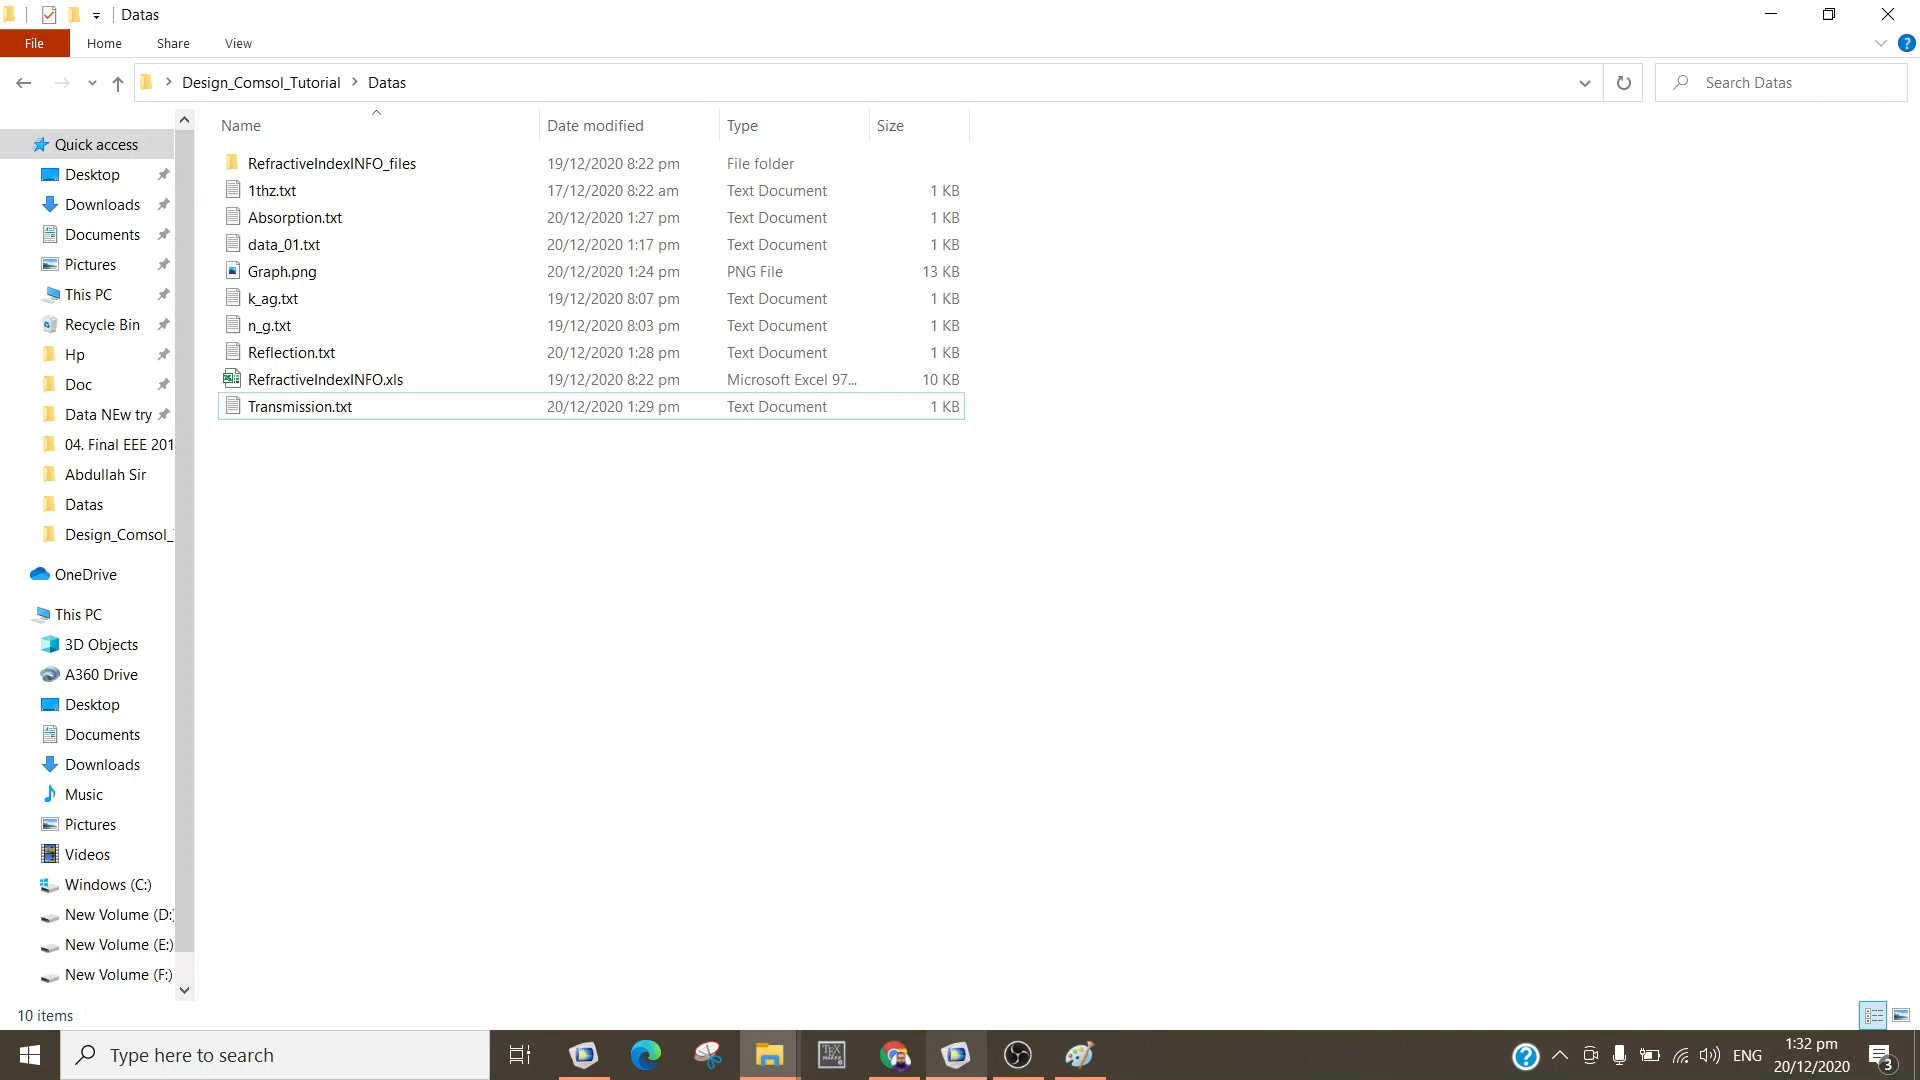 Datas
File Home Share View
Design_Comsol_Tutorial Datas
Search Datas
Name Date modified Type Size
RefractiveIndexINFO_files 19/12/2020 8:22 pm File folder
1thz.txt 17/12/2020 8:22 am Text Document 1 KB
Absorption.txt 20/12/2020 1:27 pm Text Document 1 KB
data_01.txt 20/12/2020 1:17 pm Text Document 1 KB
Graph.png 20/12/2020 1:24 pm PNG File 13 KB
k_ag.txt 19/12/2020 8:07 pm Text Document 1 KB
n_g.txt 19/12/2020 8:03 pm Text Document 1 KB
Reflection.txt 20/12/2020 1:28 pm Text Document 1 KB
RefractiveIndexINFO.xls 19/12/2020 8:22 pm Microsoft Excel 97... 10 KB
Transmission.txt 20/12/2020 1:29 pm Text Document 1 KB
Quick access
Desktop
Downloads
Documents
Pictures
This PC
Recycle Bin
Hp
Doc
Data NEw try
04. Final EEE 201
Abdullah Sir
Datas
Design_Comsol_
OneDrive
This PC
3D Objects
A360 Drive
Desktop
Documents
Downloads
Music
Pictures
Videos
Windows (C:)
New Volume (D:)
New Volume (E:)
New Volume (F:)
10 items
Type here to search
TEX
MAKER
ENG
1:32 pm
20/12/2020
3